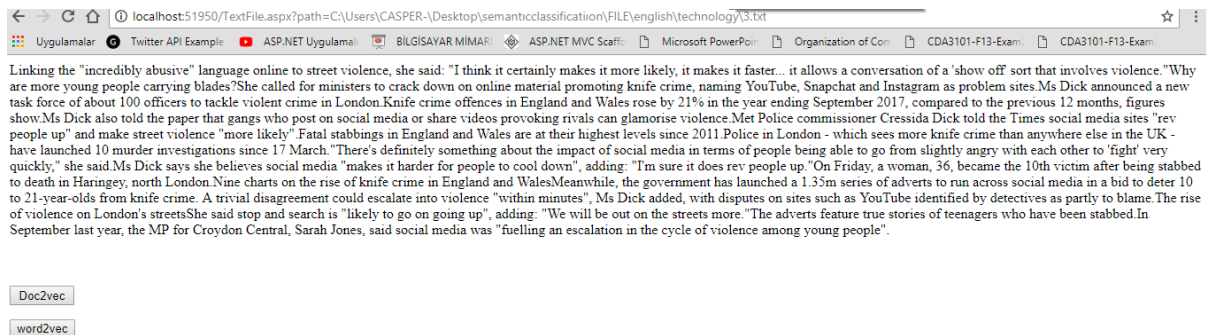 localhost:51950/TextFile.aspx?path=C:\Users\CASPER-\Desktop\semanticclassificatiion\FILE\english\technology\3.txt
Uygulamalar Twitter API Example ASP.NET Uygulamal BİLGİSAYAR MİMARİ ASP.NET MVC Scaffo Microsoft PowerPoin Organization of Com CDA3101-F13-Exam2 CDA3101-F13-Exam2
Linking the "incredibly abusive" language online to street violence, she said: "I think it certainly makes it more likely, it makes it faster... it allows a conversation of a 'show off' sort that involves violence."Why
are more young people carrying blades?She called for ministers to crack down on online material promoting knife crime, naming YouTube, Snapchat and Instagram as problem sites.Ms Dick announced a new
task force of about 100 officers to tackle violent crime in London.Knife crime offences in England and Wales rose by 21% in the year ending September 2017, compared to the previous 12 months, figures
show.Ms Dick also told the paper that gangs who post on social media or share videos provoking rivals can glamorise violence.Met Police commissioner Cressida Dick told the Times social media sites "rev
people up" and make street violence "more likely".Fatal stabbings in England and Wales are at their highest levels since 2011.Police in London - which sees more knife crime than anywhere else in the UK -
have launched 10 murder investigations since 17 March."There's definitely something about the impact of social media in terms of people being able to go from slightly angry with each other to 'fight' very
quickly," she said.Ms Dick says she believes social media "makes it harder for people to cool down", adding: "I'm sure it does rev people up."On Friday, a woman, 36, became the 10th victim after being stabbed
to death in Haringey, north London.Nine charts on the rise of knife crime in England and WalesMeanwhile, the government has launched a 1.35m series of adverts to run across social media in a bid to deter 10
to 21-year-olds from knife crime. A trivial disagreement could escalate into violence "within minutes", Ms Dick added, with disputes on sites such as YouTube identified by detectives as partly to blame.The rise
of violence on London's streetsShe said stop and search is "likely to go on going up", adding: "We will be out on the streets more."The adverts feature true stories of teenagers who have been stabbed.In
September last year, the MP for Croydon Central, Sarah Jones, said social media was "fuelling an escalation in the cycle of violence among young people".
Doc2vec
word2vec